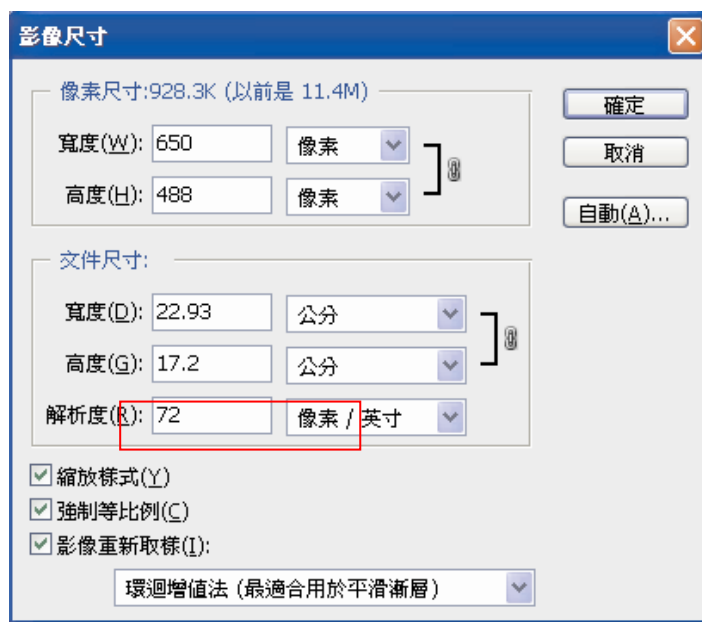 影像尺寸
像素尺寸:928.3K (以前是 11.4M)
寬度(W): 650 像素
高度(H): 488 像素
確定
取消
自動(A)...
文件尺寸:
寬度(D): 22.93 公分
高度(G): 17.2 公分
解析度(R): 72 像素 / 英寸
縮放樣式(Y)
強制等比例(C)
影像重新取樣(I):
環迴增值法 (最適合用於平滑漸層)